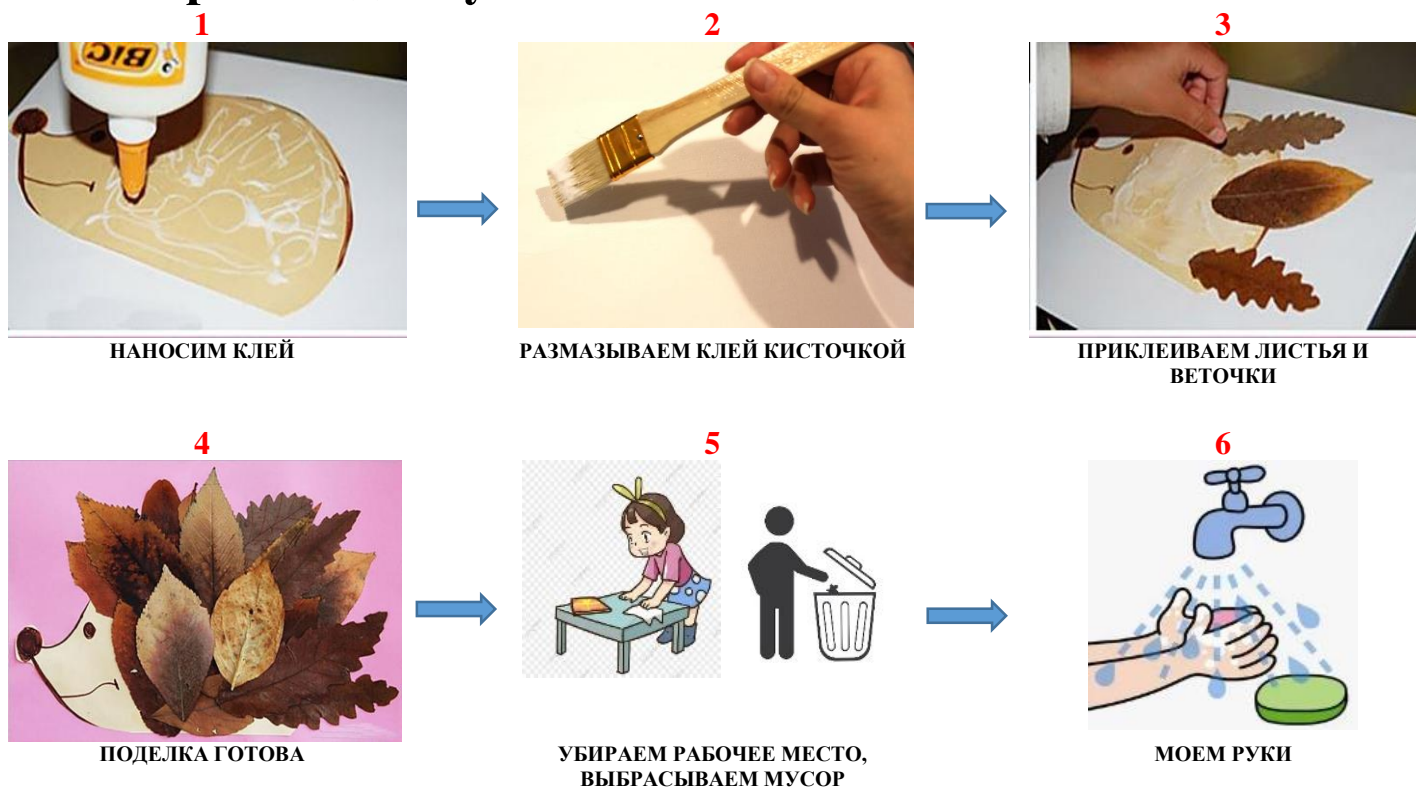 1
2
3
BIC
НАНОСИМ КЛЕЙ
РАЗМАЗЫВАЕМ КЛЕЙ КИСТОЧКОЙ
ПРИКЛЕИВАЕМ ЛИСТЬЯ И
ВЕТОЧКИ
4
5
6
ПОДЕЛКА ГОТОВА
УБИРАЕМ РАБОЧЕЕ МЕСТО,
ВЫБРАСЫВАЕМ МУСОР
МОЕМ РУКИ